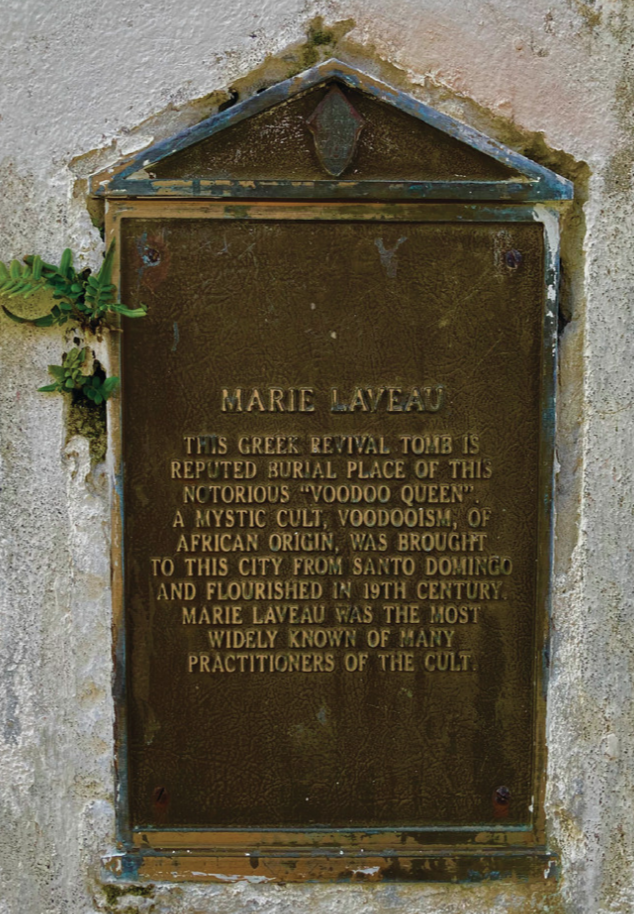 MARIE LAVEAU
THIS GREEK REVIVAL TOMB IS
REPUTED BURIAL PLACE OF THIS
NOTORIOUS "VOODOO QUEEN".
A MYSTIC CULT, VOODOOISM, OF
AFRICAN ORIGIN, WAS BROUGHT
TO THIS CITY FROM SANTO DOMINGO
AND FLOURISHED IN 19TH CENTURY.
MARIE LAVEAU WAS THE MOST
WIDELY KNOWN OF MANY
PRACTITIONERS OF THE CULT.